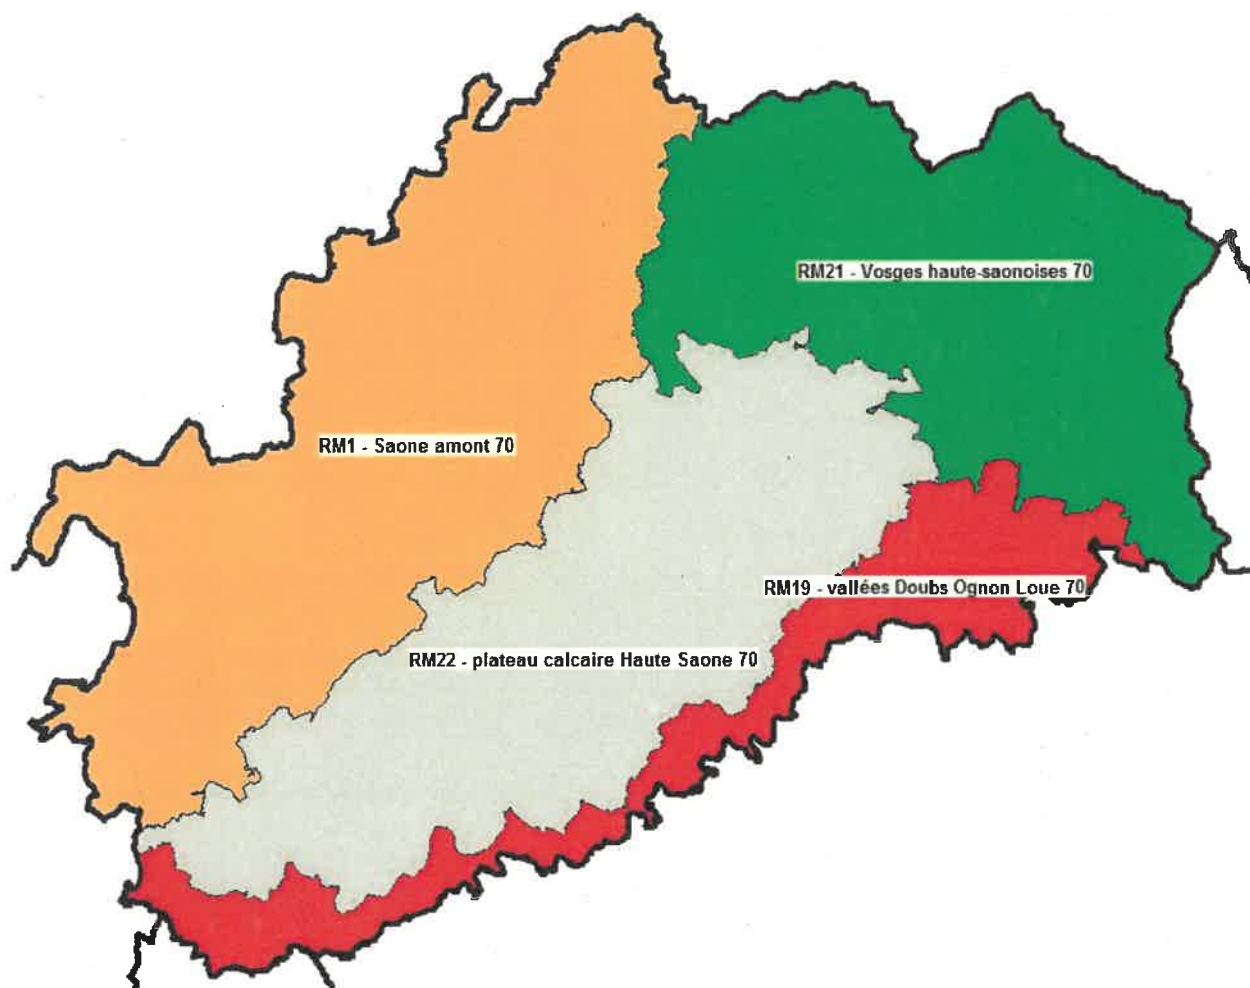 RM21 - Vosges haute-saonoises 70
RM1 - Saone amont 70
RM19 - vallées Doubs Ognon Loue 70
RM22 - plateau calcaire Haute Saone 70